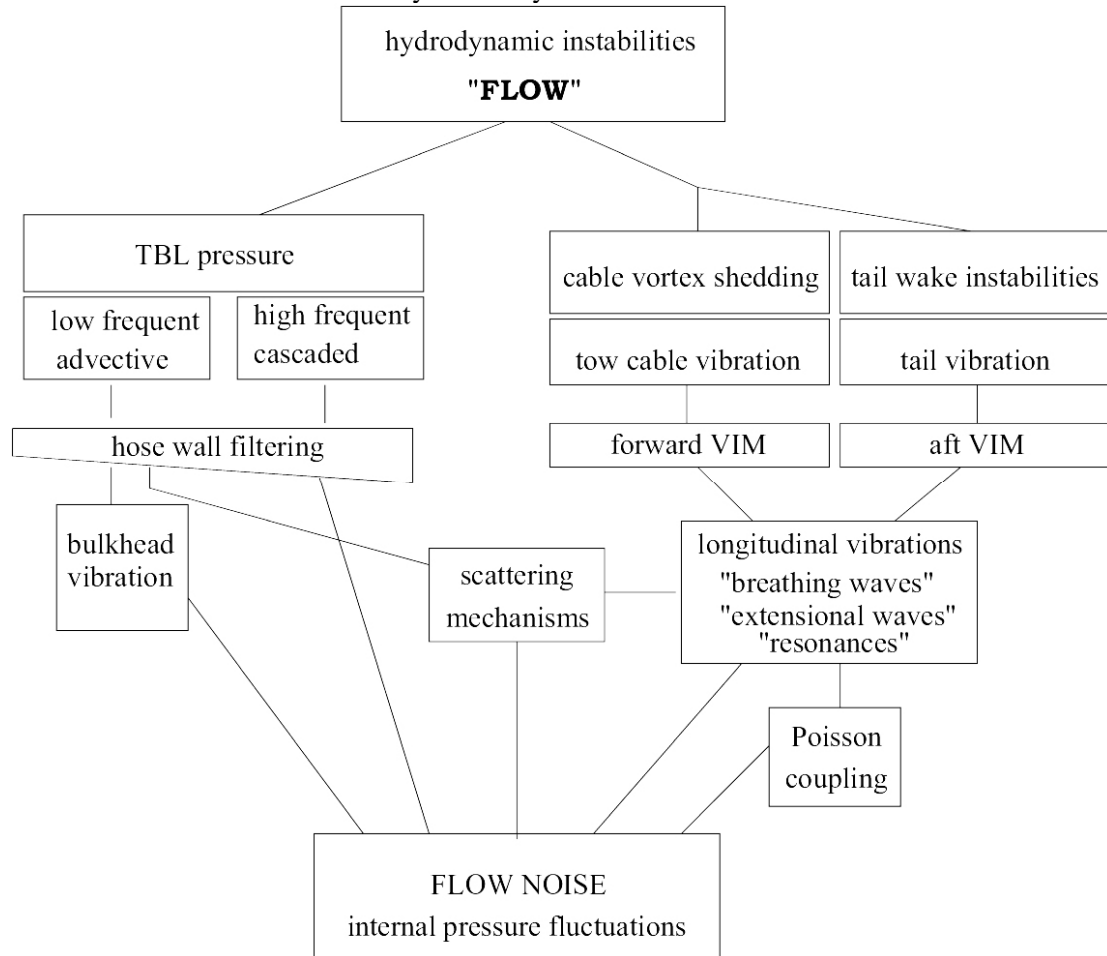 hydrodynamic instabilities
"FLOW"
TBL pressure
low frequent
advective
high frequent
cascaded
cable vortex shedding
tail wake instabilities
tow cable vibration
tail vibration
hose wall filtering
forward VIM
aft VIM
bulkhead
vibration
scattering
mechanisms
longitudinal vibrations
"breathing waves"
"extensional waves"
"resonances"
Poisson
coupling
FLOW NOISE
internal pressure fluctuations